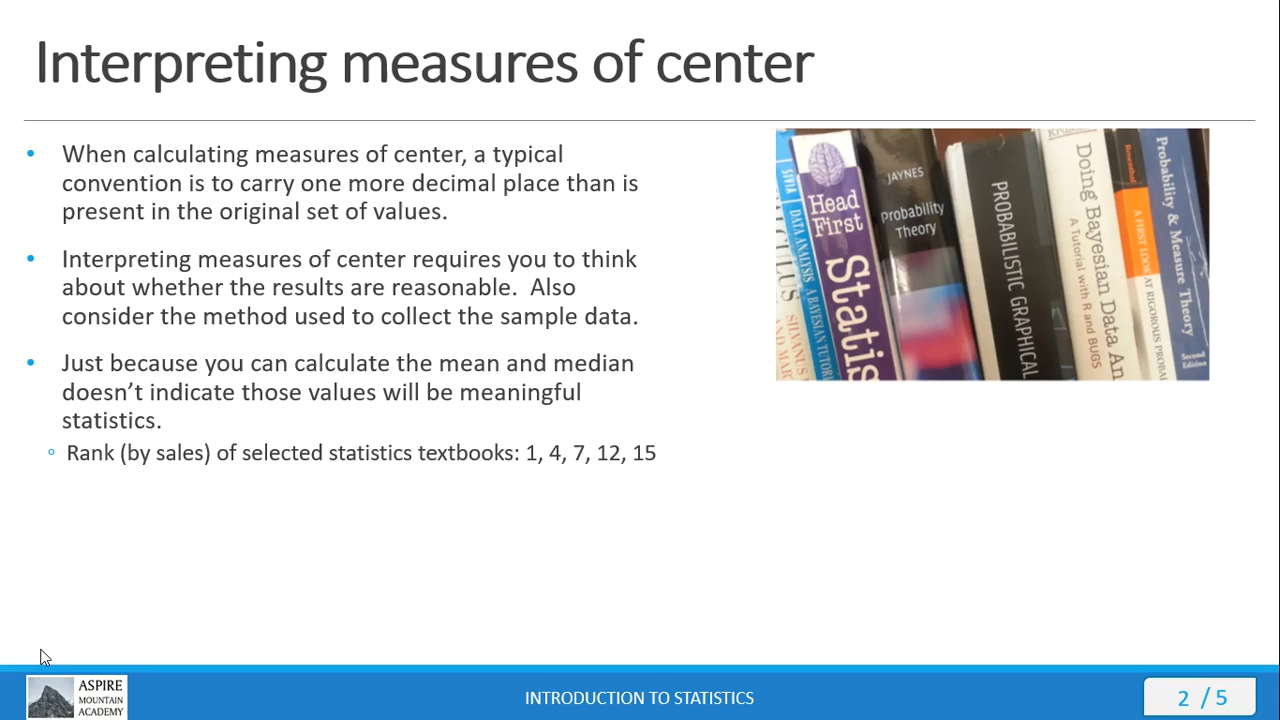 Interpreting measures of center
• When calculating measures of center, a typical
convention is to carry one more decimal place than is
present in the original set of values.
• Interpreting measures of center requires you to think
about whether the results are reasonable.  Also
consider the method used to collect the sample data.
• Just because you can calculate the mean and median
doesn’t indicate those values will be meaningful
statistics.
◦ Rank (by sales) of selected statistics textbooks: 1, 4, 7, 12, 15
SIVIA
DATA ANALYSIS A BAYESIAN
Head
First
JAYNES
Probability
Theory
PROBABILISTIC GRAPHICAL
Doing Bayesian Data
A Tutorial with R and BUGS
Rosenthal
A FIRST LOOK AT RIGOROUS
Probability & Measure Theory
Second
Edition
ASPIRE
MOUNTAIN
ACADEMY
INTRODUCTION TO STATISTICS
2 / 5